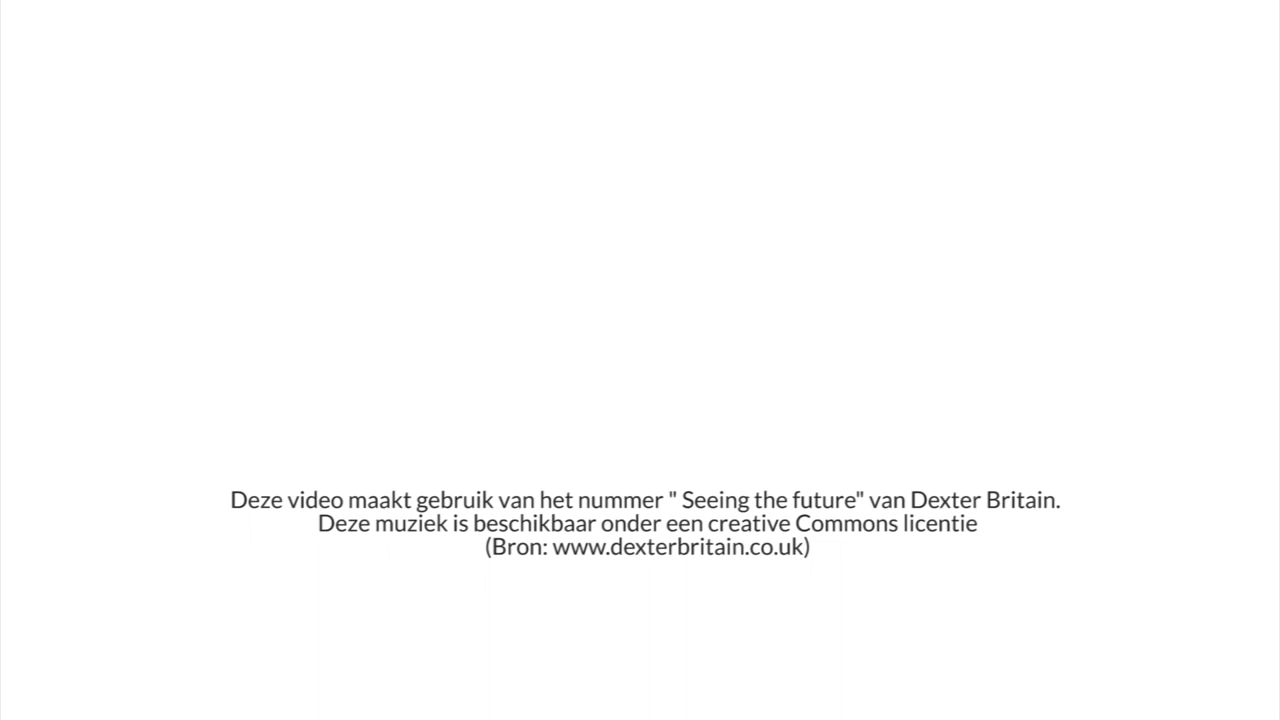 Deze video maakt gebruik van het nummer " Seeing the future" van Dexter Britain.
Deze muziek is beschikbaar onder een creative Commons licentie
(Bron: www.dexterbritain.co.uk)